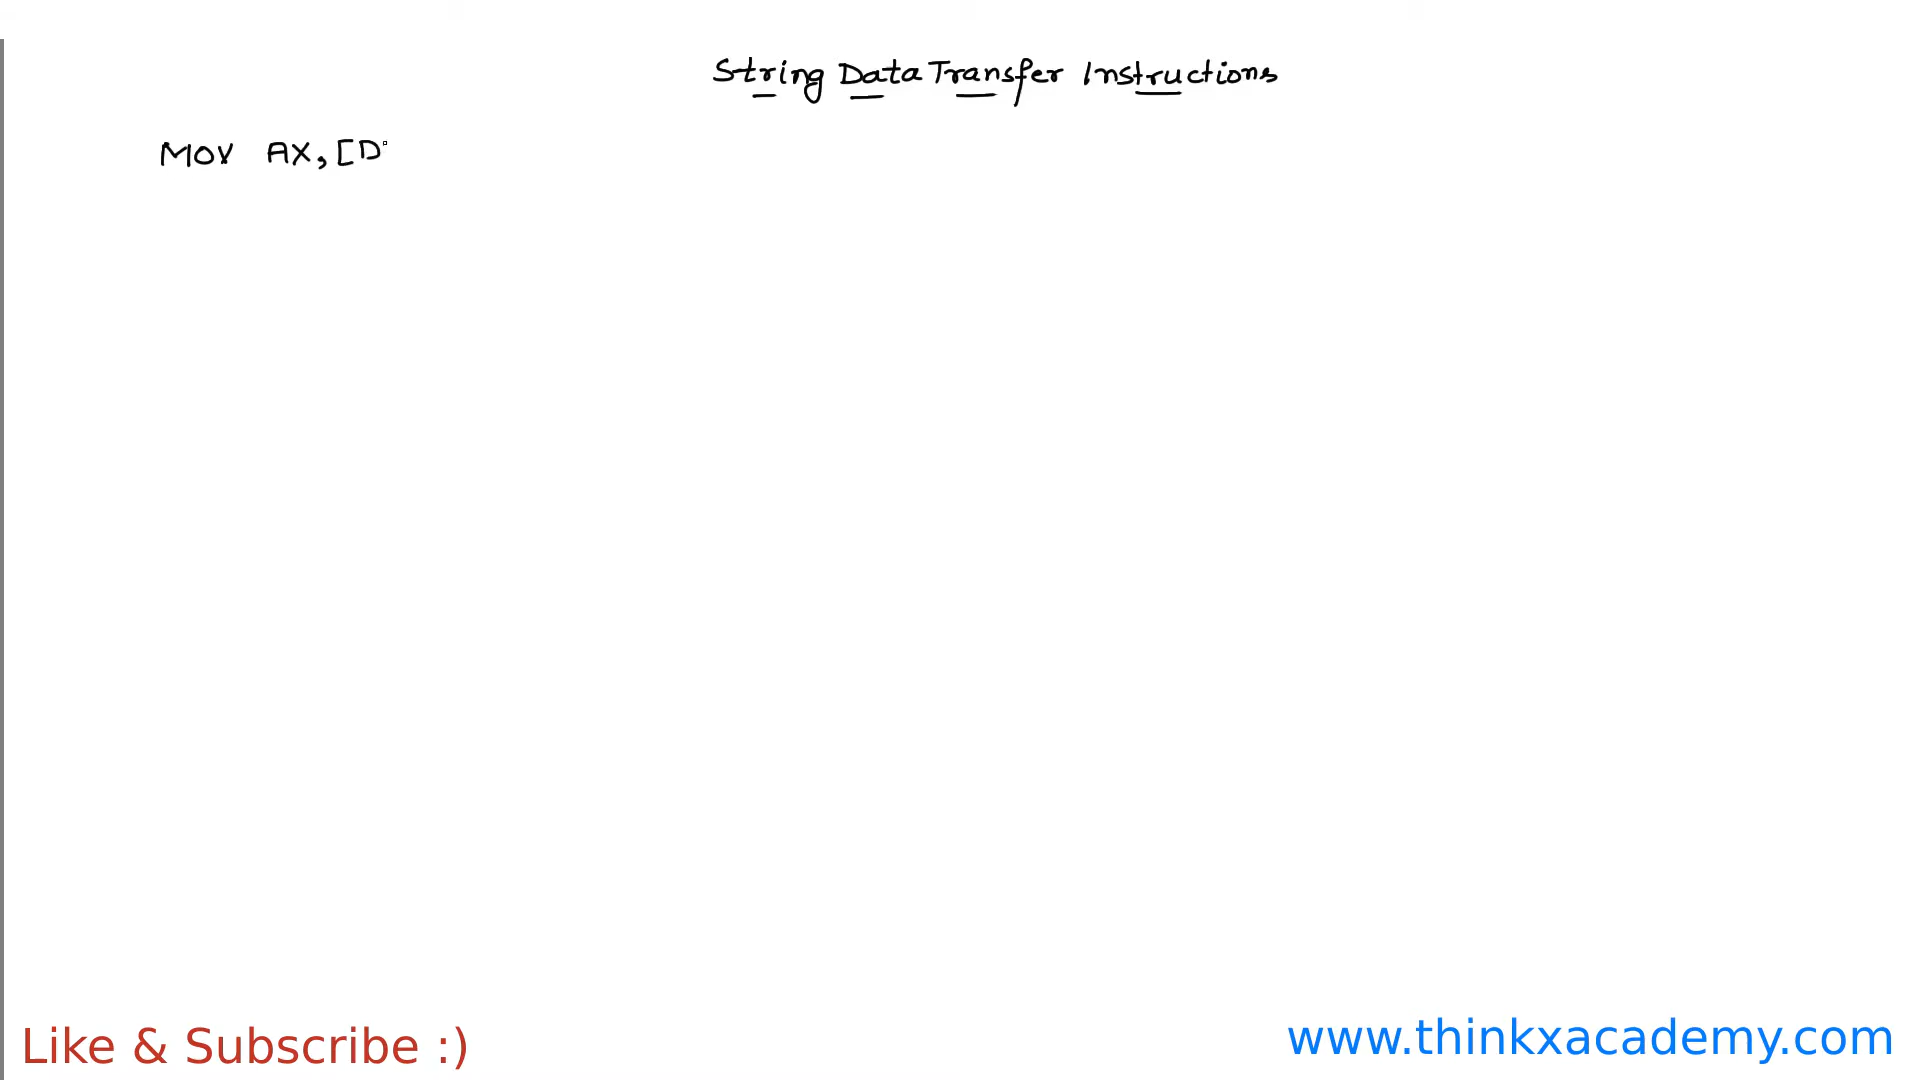 String Data Transfer Instructions
MOV AX,[D
Like & Subscribe :)
www.thinkxacademy.com